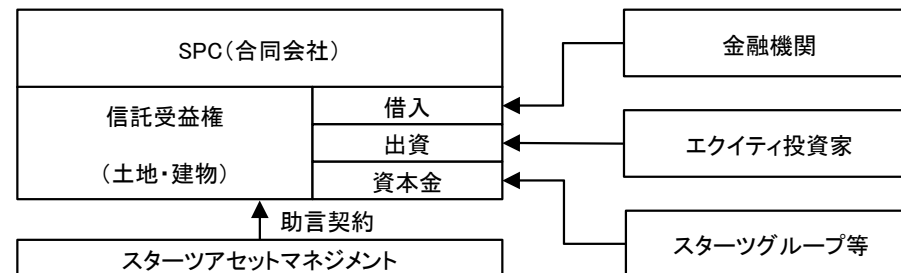 SPC(合同会社)
金融機関
信託受益権
(土地・建物)
借入
出資
資本金
エクイティ投資家
助言契約
スターツアセットマネジメント
スターツグループ等